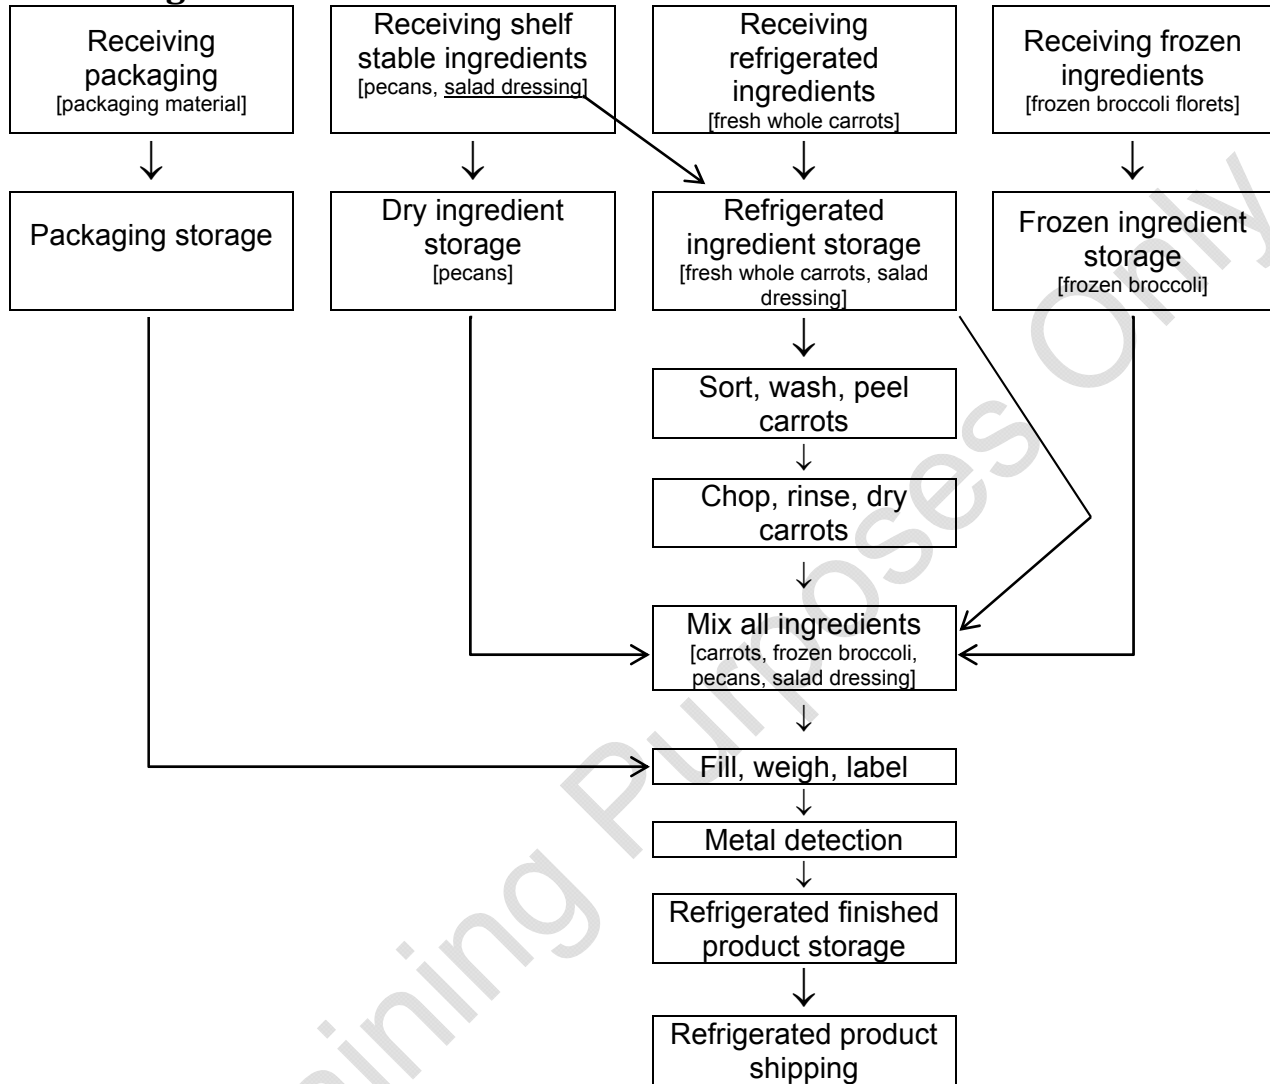 Receiving
packaging
[packaging material]
Receiving shelf
stable ingredients
[pecans, salad dressing]
Receiving
refrigerated
ingredients
[fresh whole carrots]
Receiving frozen
ingredients
[frozen broccoli florets]
Packaging storage
Dry ingredient
storage
[pecans]
Refrigerated
ingredient storage
[fresh whole carrots, salad
dressing]
Frozen ingredient
storage
[frozen broccoli]
Sort, wash, peel
carrots
Chop, rinse, dry
carrots
Mix all ingredients
[carrots, frozen broccoli,
pecans, salad dressing]
Fill, weigh, label
Metal detection
Refrigerated finished
product storage
Refrigerated product
shipping
ining Purposes Only